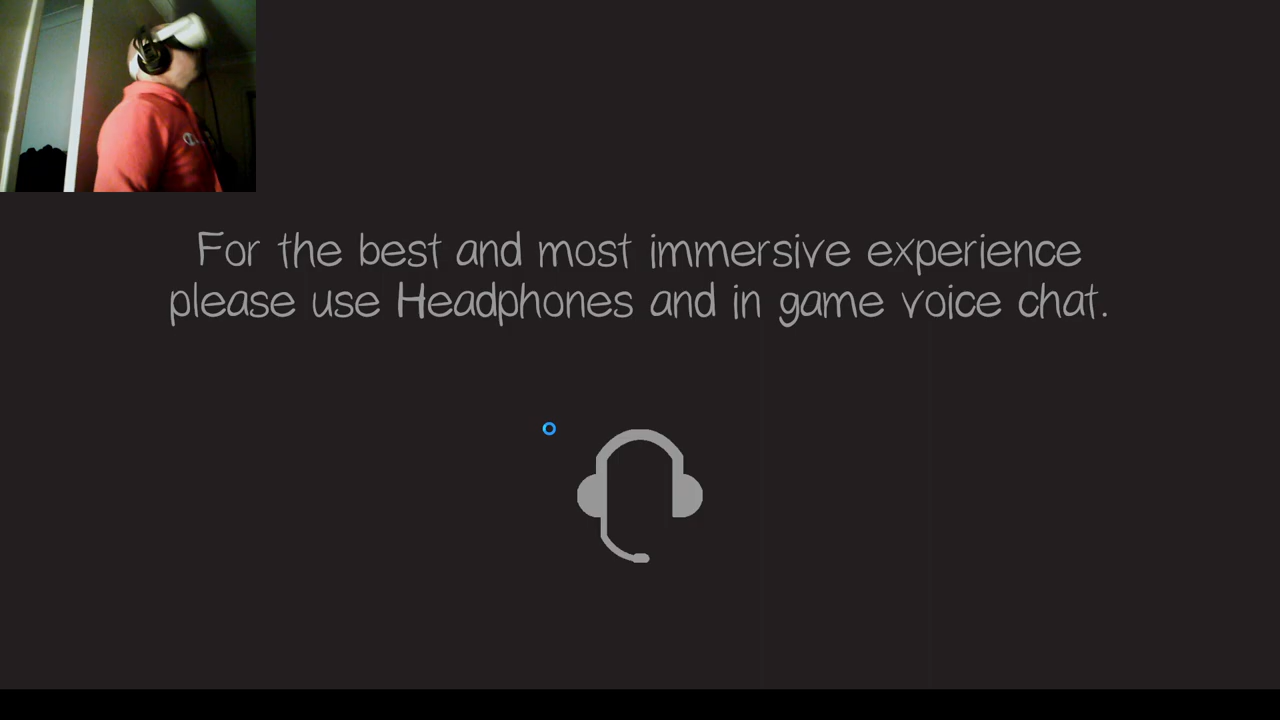 For the best and most immersive experience
please use Headphones and in game voice chat.